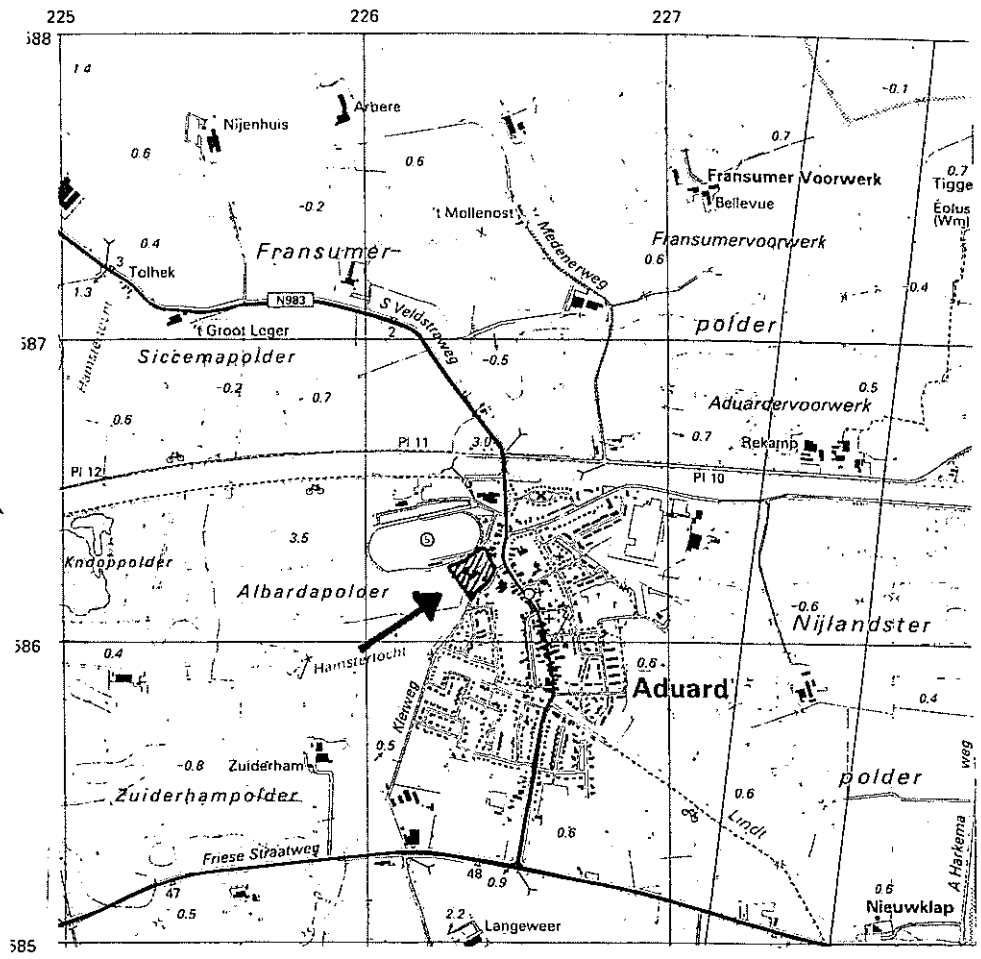 225 226 227
588
1.4
Arbere
-0.1
Nijenhuis
0.7
0.6
0.6
Fransumer Voorwerk
0.7
Tigge
Bellevue
-0.2
't Mollenost
Eolus
(Wm)
Medenerweg
0.4
Fransumer-
Fransumervoorwerk
0.6
3
Tolhek
1.3
N983
-0.4
Hamsterlocht
't Groot Leger
S Veldstraweg
2
polder
587
Siccemapolder
-0.5
-0.2
0.5
0.7
Aduardervoorwerk
0.6
0.7
Pl 11
3.0
Rekamp
Pl 12
Pl 10
3.5
S
Knoppolder
Albardapolder
-0.6
Nijlandster
586
0.4
Hamsterlocht
0.6
Aduard
Kleiweg
0.4
0.5
-0.8
Zuiderham
weg
Zuiderhampolder
polder
0.6
Lindt
0.6
Friese Straatweg
A Harkema
47
48
0.9
0.6
0.5
2.2
Nieuwklap
Langeweer
585